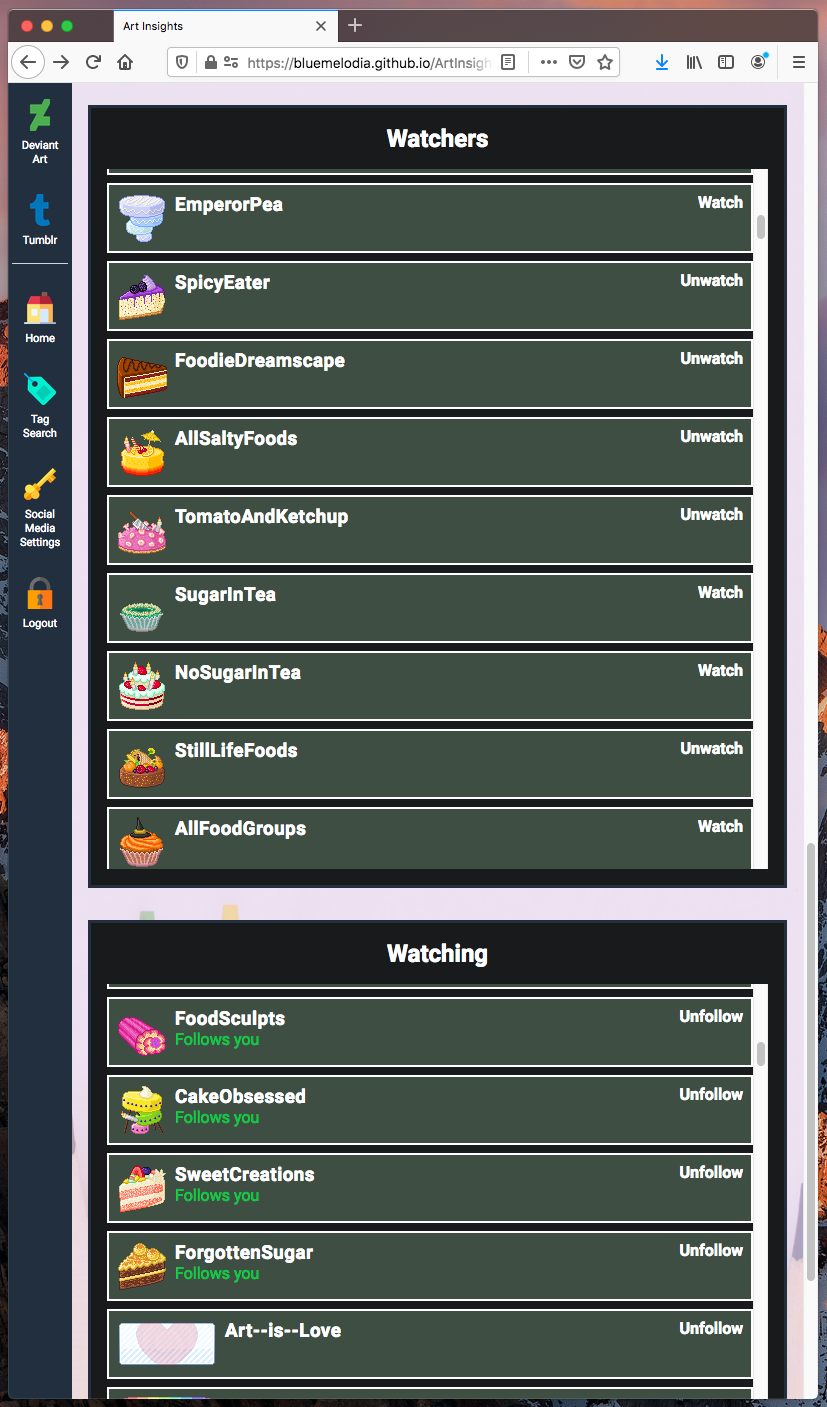 Art Insights
https://bluemelodia.github.io/ArtInsigh
Deviant
Art
Tumblr
Home
Tag
Search
Social
Media
Settings
Logout
Watchers
EmperorPea
Watch
SpicyEater
Unwatch
FoodieDreamscape
Unwatch
AllSaltyFoods
Unwatch
TomatoAndKetchup
Unwatch
SugarInTea
Watch
NoSugarInTea
Watch
StillLifeFoods
Unwatch
AllFoodGroups
Watch
Watching
FoodSculpts
Unfollow
Follows you
CakeObsessed
Unfollow
Follows you
SweetCreations
Unfollow
Follows you
ForgottenSugar
Unfollow
Follows you
Art--is--Love
Unfollow